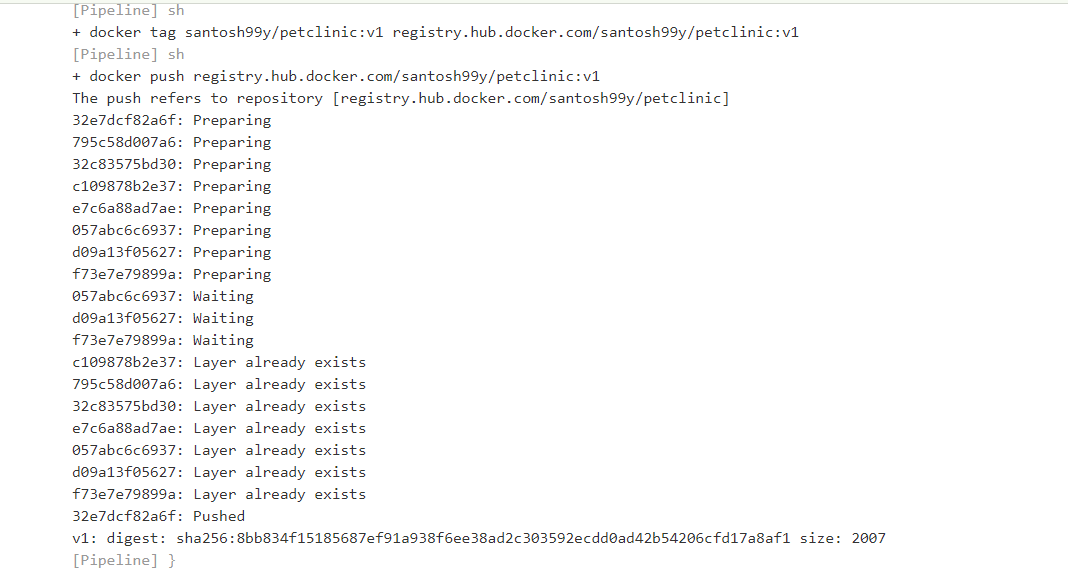 [Pipeline] sh
+ docker tag santosh99y/petclinic:v1 registry.hub.docker.com/santosh99y/petclinic:v1
[Pipeline] sh
+ docker push registry.hub.docker.com/santosh99y/petclinic:v1
The push refers to repository [registry.hub.docker.com/santosh99y/petclinic]
32e7dcf82a6f: Preparing
795c58d007a6: Preparing
32c83575bd30: Preparing
c109878b2e37: Preparing
e7c6a88ad7ae: Preparing
057abc6c6937: Preparing
d09a13f05627: Preparing
f73e7e79899a: Preparing
057abc6c6937: Waiting
d09a13f05627: Waiting
f73e7e79899a: Waiting
c109878b2e37: Layer already exists
795c58d007a6: Layer already exists
32c83575bd30: Layer already exists
e7c6a88ad7ae: Layer already exists
057abc6c6937: Layer already exists
d09a13f05627: Layer already exists
f73e7e79899a: Layer already exists
32e7dcf82a6f: Pushed
v1: digest: sha256:8bb834f15185687ef91a938f6ee38ad2c303592ecdd0ad42b54206cfd17a8af1 size: 2007
[Pipeline] }